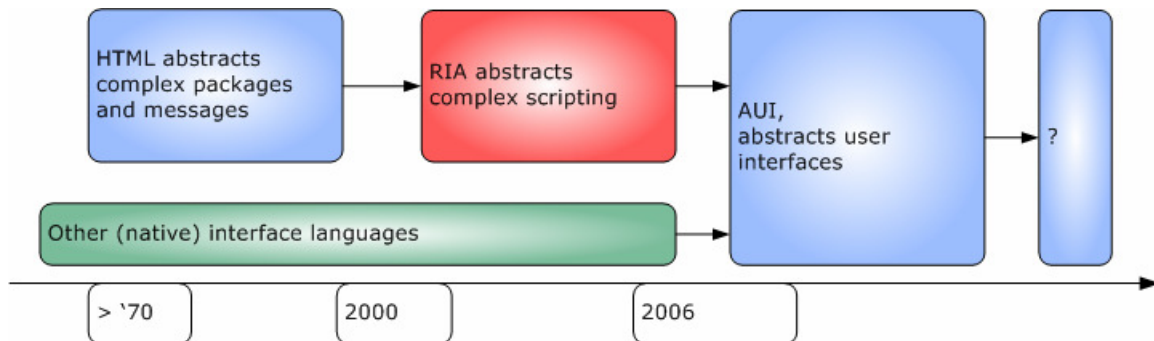 HTML abstracts
complex packages
and messages
RIA abstracts
complex scripting
AUI,
abstracts user
interfaces
?
Other (native) interface languages
> ‘70
2000
2006